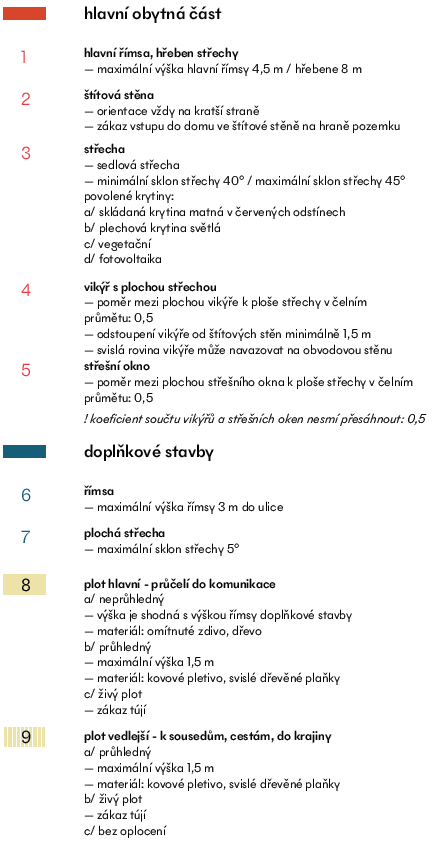 hlavní obytná část
1
hlavní římsa, hřeben střechy
— maximální výška hlavní římsy 4,5 m / hřebene 8 m
2
štítová stěna
— orientace vždy na kratší straně
— zákaz vstupu do domu ve štítové stěně na hraně pozemku
3
střecha
— sedlová střecha
— minimální sklon střechy 40° / maximální sklon střechy 45°
povolené krytiny:
a/ skládaná krytina matná v červených odstínech
b/ plechová krytina světlá
c/ vegetační
d/ fotovoltaika
4
vikýř s plochou střechou
— poměr mezi plochou vikýře k ploše střechy v čelním
průmětu: 0,5
— odstoupení vikýře od štítových stěn minimálně 1,5 m
— svislá rovina vikýře může navazovat na obvodovou stěnu
5
střešní okno
— poměr mezi plochou střešního okna k ploše střechy v čelním
průmětu: 0,5
! koeficient součtu vikýřů a střešních oken nesmí přesáhnout: 0,5
doplňkové stavby
6
římsa
— maximální výška římsy 3 m do ulice
7
plochá střecha
— maximální sklon střechy 5°
8
plot hlavní - průčelí do komunikace
a/ neprůhledný
— výška je shodná s výškou římsy doplňkové stavby
— materiál: omítnuté zdivo, dřevo
b/ průhledný
— maximální výška 1,5 m
— materiál: kovové pletivo, svislé dřevěné plaňky
c/ živý plot
— zákaz tújí
9
plot vedlejší - k sousedům, cestám, do krajiny
a/ průhledný
— maximální výška 1,5 m
— materiál: kovové pletivo, svislé dřevěné plaňky
b/ živý plot
— zákaz tújí
c/ bez oplocení